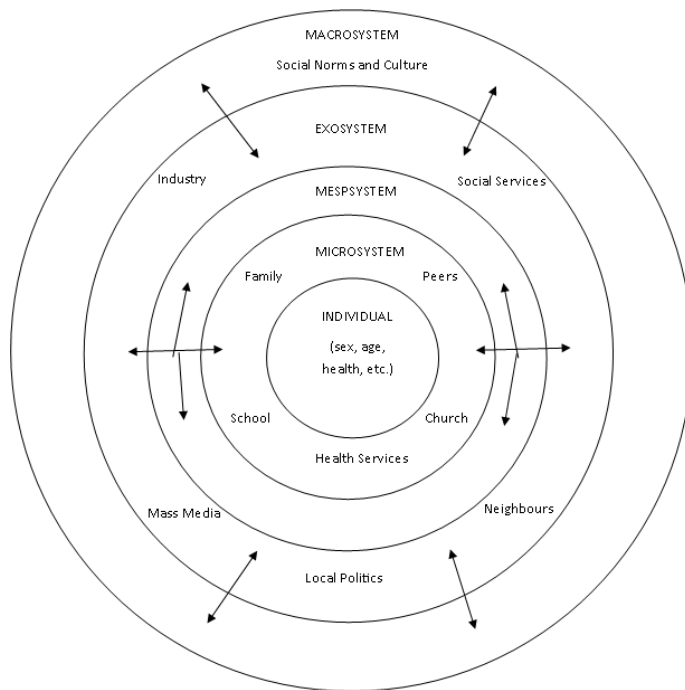 MACROSYSTEM
Social Norms and Culture
EXOSYSTEM
Industry
Social Services
MESPSYSTEM
MICROSYSTEM
Family
Peers
INDIVIDUAL
(sex, age,
health, etc.)
School
Church
Health Services
Mass Media
Neighbours
Local Politics